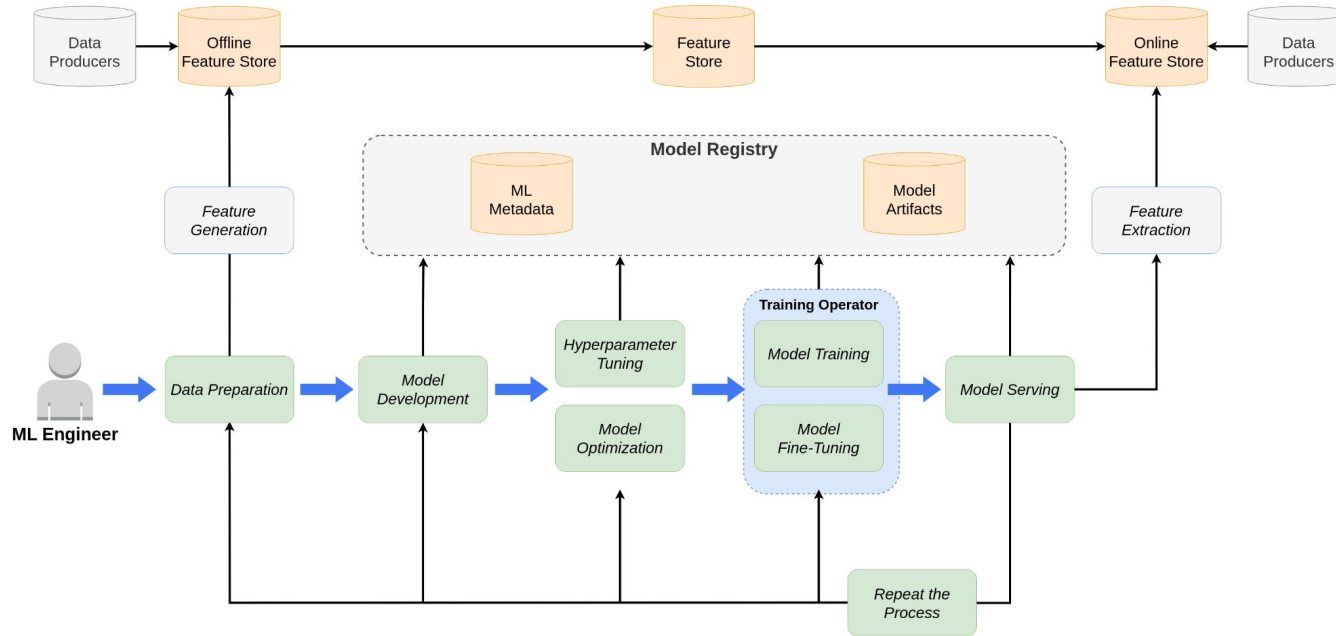 Data
Producers
Offline
Feature Store
Feature
Store
Online
Feature Store
Data
Producers
Model Registry
ML
Metadata
Model
Artifacts
Feature
Generation
Feature
Extraction
Training Operator
Hyperparameter
Tuning
Model Training
Data Preparation
Model
Development
Model Serving
Model
Optimization
Model
Fine-Tuning
ML Engineer
Repeat the
Process